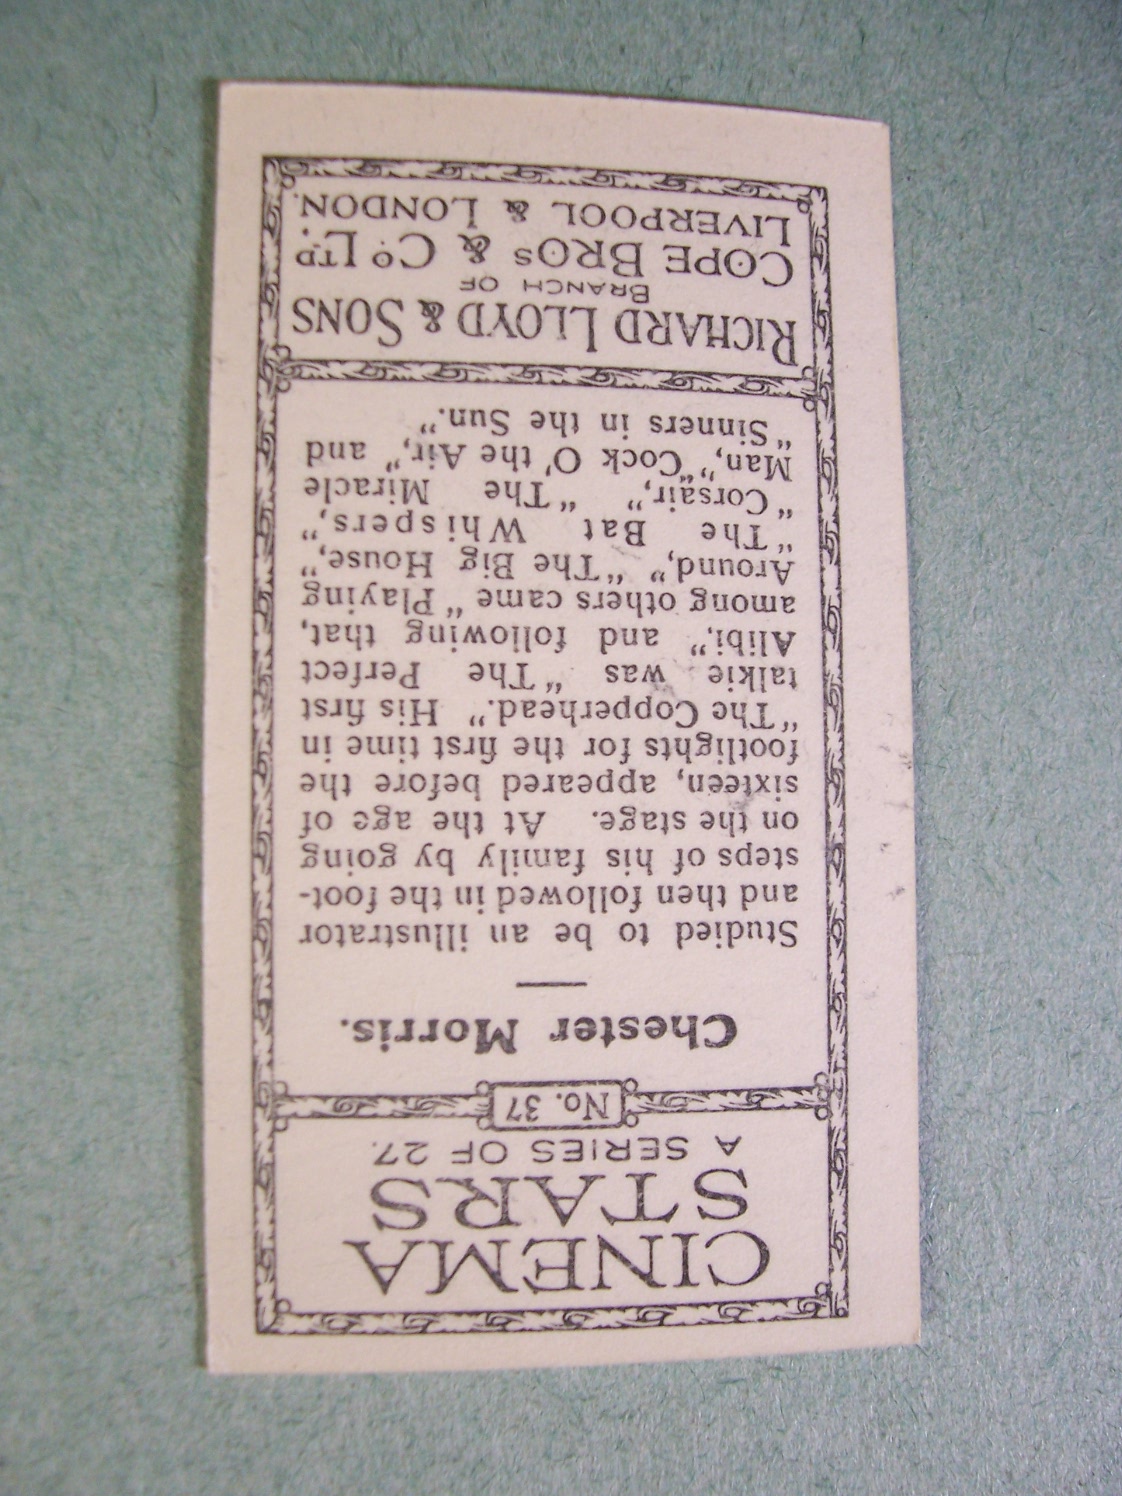 CINEMA
STARS
A SERIES OF 27.
No. 37
Chester Morris.
Studied to be an illustrator
and then followed in the foot-
steps of his family by going
on the stage. At the age of
sixteen, appeared before the
footlights for the first time in
"The Copperhead." His first
talkie was "The Perfect
Alibi," and following that,
among others came "Playing
Around," "The Big House,"
"The Bat Whispers,"
"Corsair," "The Miracle
Man," "Cock O' the Air," and
"Sinners in the Sun."
RICHARD LLOYD & SONS
BRANCH OF
COPE BROS & CO LTD.
LIVERPOOL & LONDON.